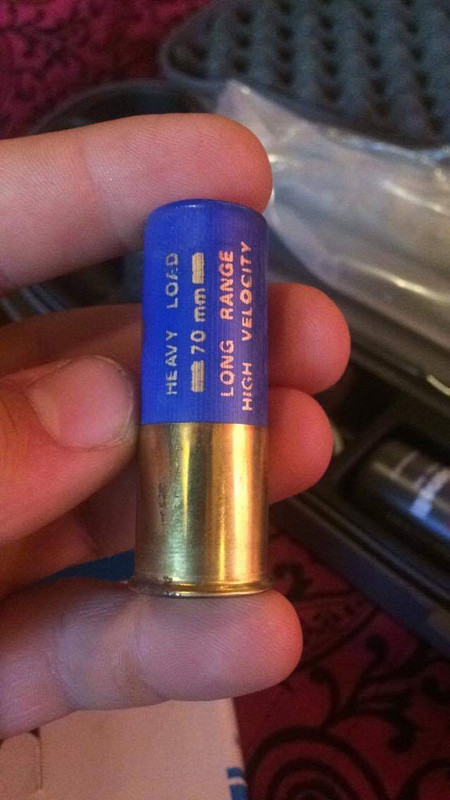 HEAVY LOAD
70 mm
LONG RANGE
HIGH VELOCITY